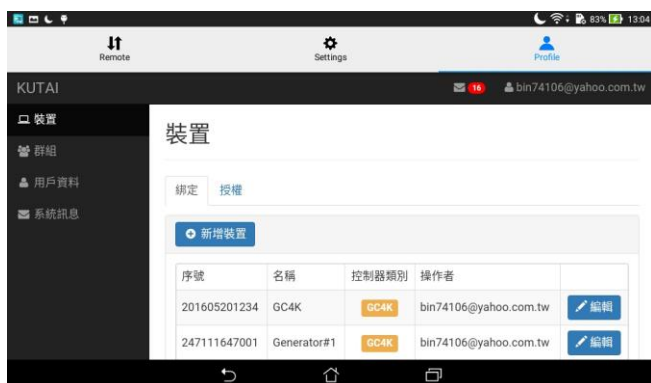 83% 13:04
Remote Settings Profile
KUTAI 16 bin74106@yahoo.com.tw
裝置
群組
用戶資料
系統訊息
裝置
綁定 授權
新增裝置
序號 名稱 控制器類別 操作者
201605201234 GC4K GC4K bin74106@yahoo.com.tw 編輯
247111647001 Generator#1 GC4K bin74106@yahoo.com.tw 編輯